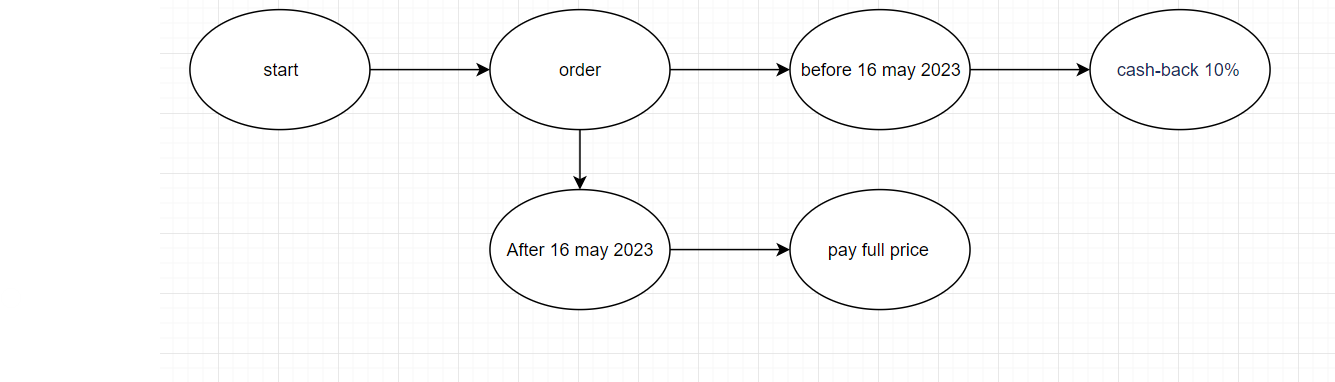 start
order
before 16 may 2023
cash-back 10%
After 16 may 2023
pay full price